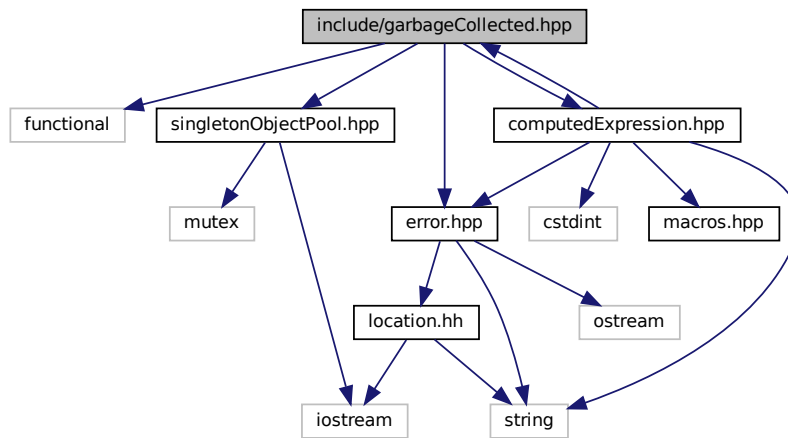 include/garbageCollected.hpp
functional
singletonObjectPool.hpp
computedExpression.hpp
mutex
error.hpp
cstdint
macros.hpp
location.hh
ostream
iostream
string